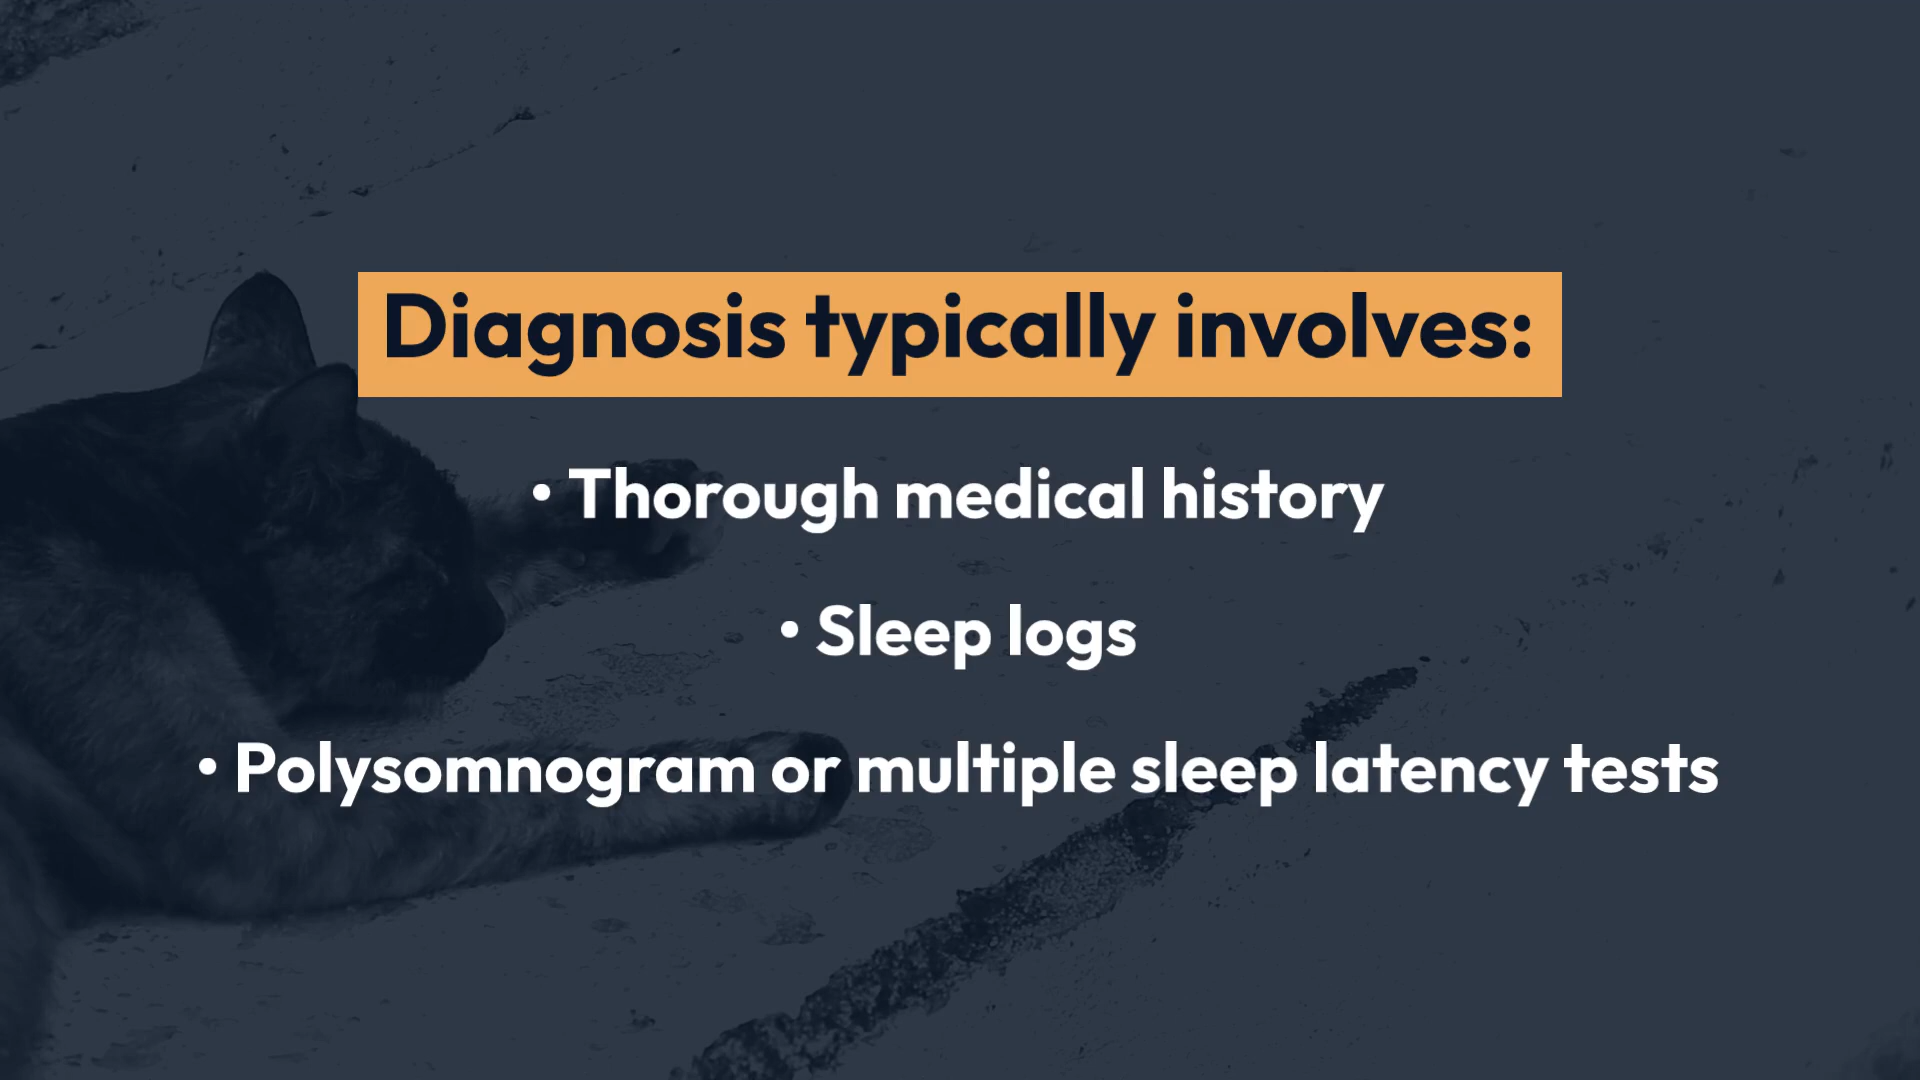 Diagnosis typically involves:
• Thorough medical history
• Sleep logs
• Polysomnogram or multiple sleep latency tests